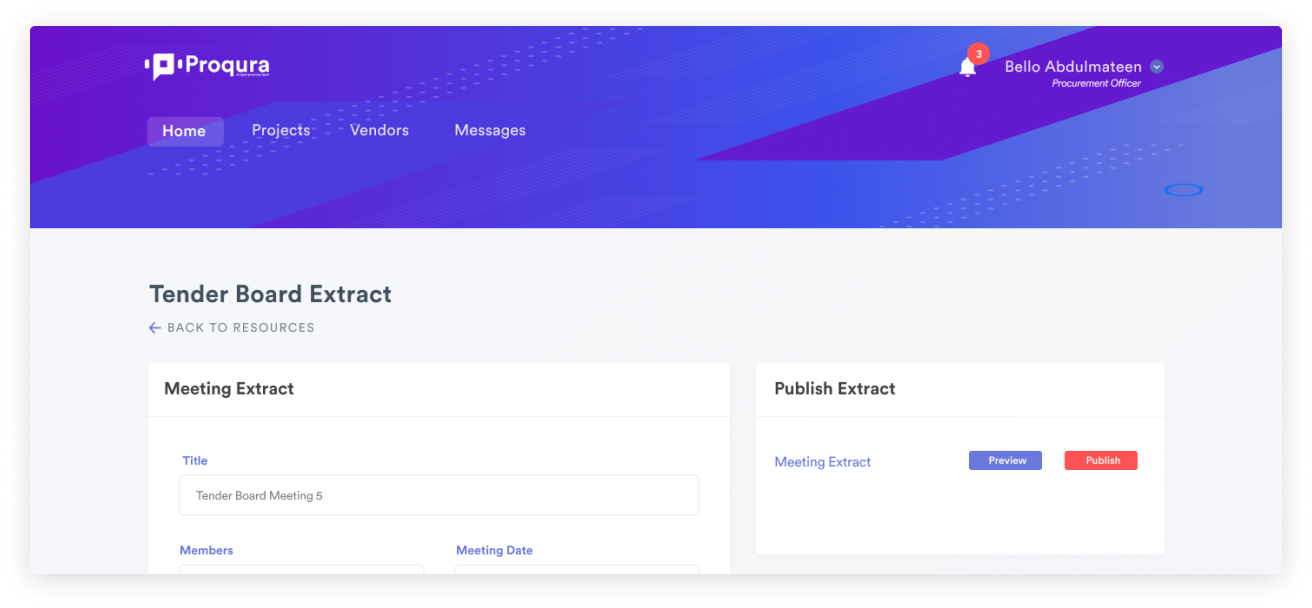 Proqura
3
Bello Abdulmateen
Procurement Officer
Home Projects Vendors Messages
Tender Board Extract
← BACK TO RESOURCES
Meeting Extract
Publish Extract
Title
Tender Board Meeting 5
Meeting Extract Preview Publish
Members Meeting Date